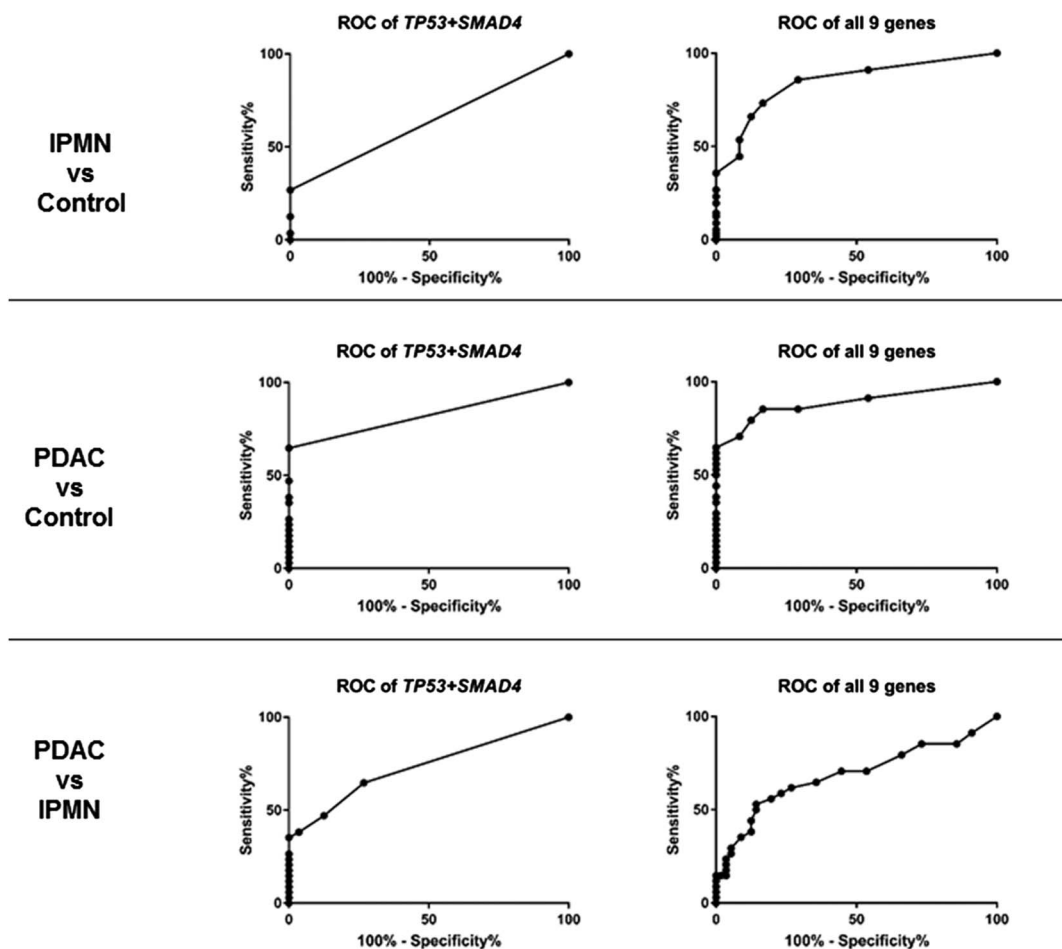 IPMN
vs
Control
ROC of TP53+SMAD4
Sensitivity%
100
50
0
0
50
100
100% - Specificity%
ROC of all 9 genes
Sensitivity%
100
50
0
0
50
100
100% - Specificity%
PDAC
vs
Control
ROC of TP53+SMAD4
Sensitivity%
100
50
0
0
50
100
100% - Specificity%
ROC of all 9 genes
Sensitivity%
100
50
0
0
50
100
100% - Specificity%
PDAC
vs
IPMN
ROC of TP53+SMAD4
Sensitivity%
100
50
0
0
50
100
100% - Specificity%
ROC of all 9 genes
Sensitivity%
100
50
0
0
50
100
100% - Specificity%